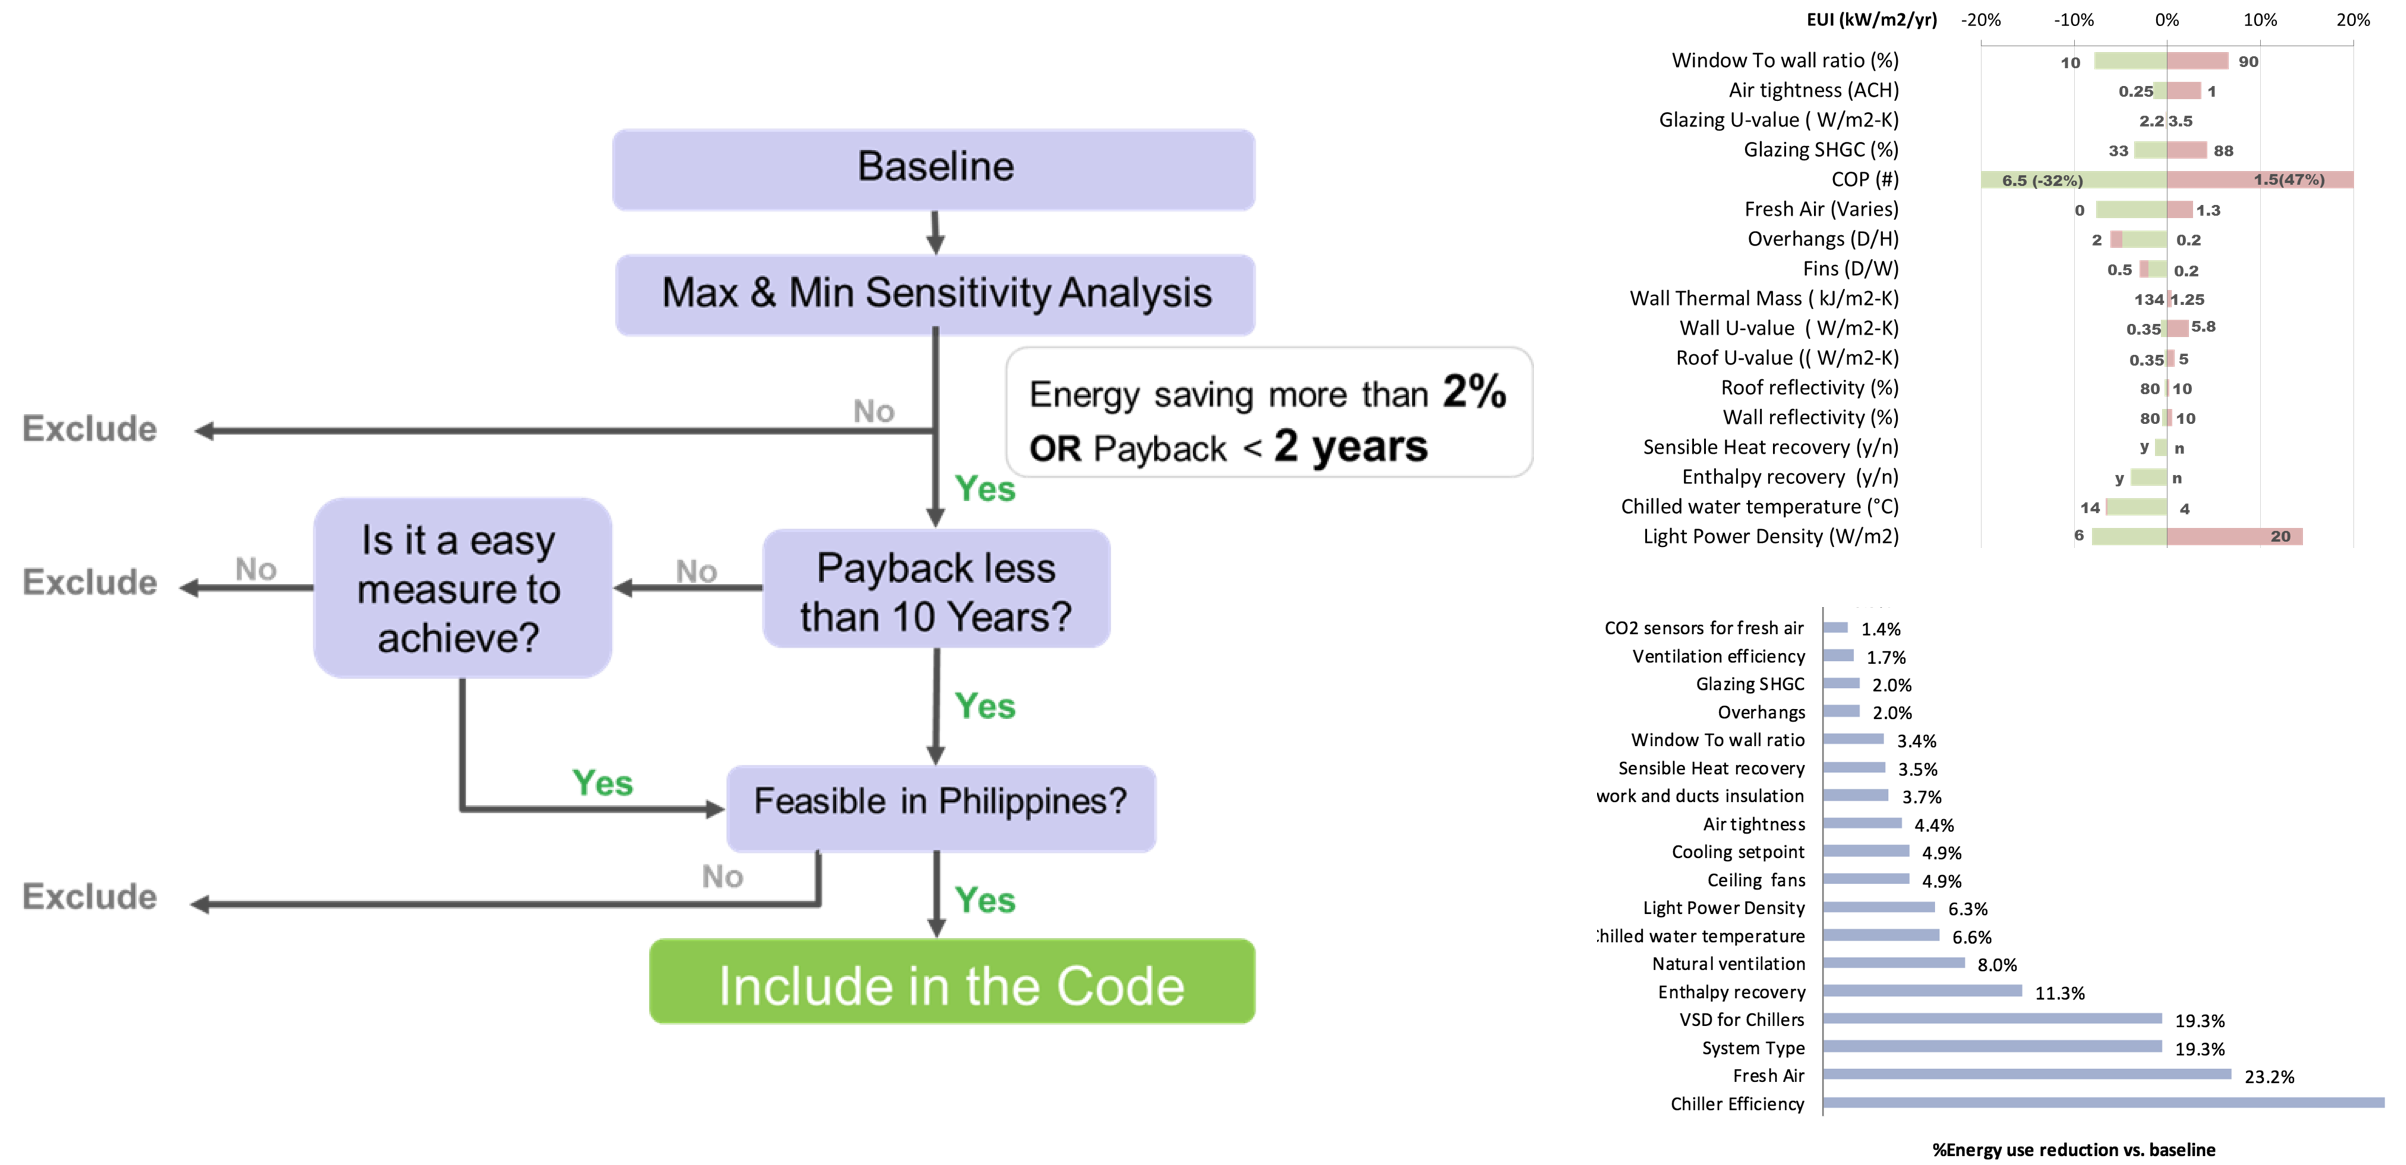 Baseline
Max & Min Sensitivity Analysis
Energy saving more than 2%
OR Payback < 2 years
No
Exclude
Yes
Is it a easy
measure to
achieve?
Payback less
than 10 Years?
No
No
Exclude
Yes
Yes
Feasible in Philippines?
No
Exclude
Yes
Include in the Code
EUI (kW/m2/yr) -20% -10% 0% 10% 20%
Window To wall ratio (%) 10 90
Air tightness (ACH) 0.25 1
Glazing U-value ( W/m2-K) 2.2 3.5
Glazing SHGC (%) 33 88
COP (#) 6.5 (-32%) 1.5(47%)
Fresh Air (Varies) 0 1.3
Overhangs (D/H) 2 0.2
Fins (D/W) 0.5 0.2
Wall Thermal Mass ( kJ/m2-K) 134 1.25
Wall U-value ( W/m2-K) 0.35 5.8
Roof U-value (( W/m2-K) 0.35 5
Roof reflectivity (%) 80 10
Wall reflectivity (%) 80 10
Sensible Heat recovery (y/n) y n
Enthalpy recovery (y/n) y n
Chilled water temperature (°C) 14 4
Light Power Density (W/m2) 6 20
CO2 sensors for fresh air 1.4%
Ventilation efficiency 1.7%
Glazing SHGC 2.0%
Overhangs 2.0%
Window To wall ratio 3.4%
Sensible Heat recovery 3.5%
work and ducts insulation 3.7%
Air tightness 4.4%
Cooling setpoint 4.9%
Ceiling fans 4.9%
Light Power Density 6.3%
hilled water temperature 6.6%
Natural ventilation 8.0%
Enthalpy recovery 11.3%
VSD for Chillers 19.3%
System Type 19.3%
Fresh Air 23.2%
Chiller Efficiency
%Energy use reduction vs. baseline